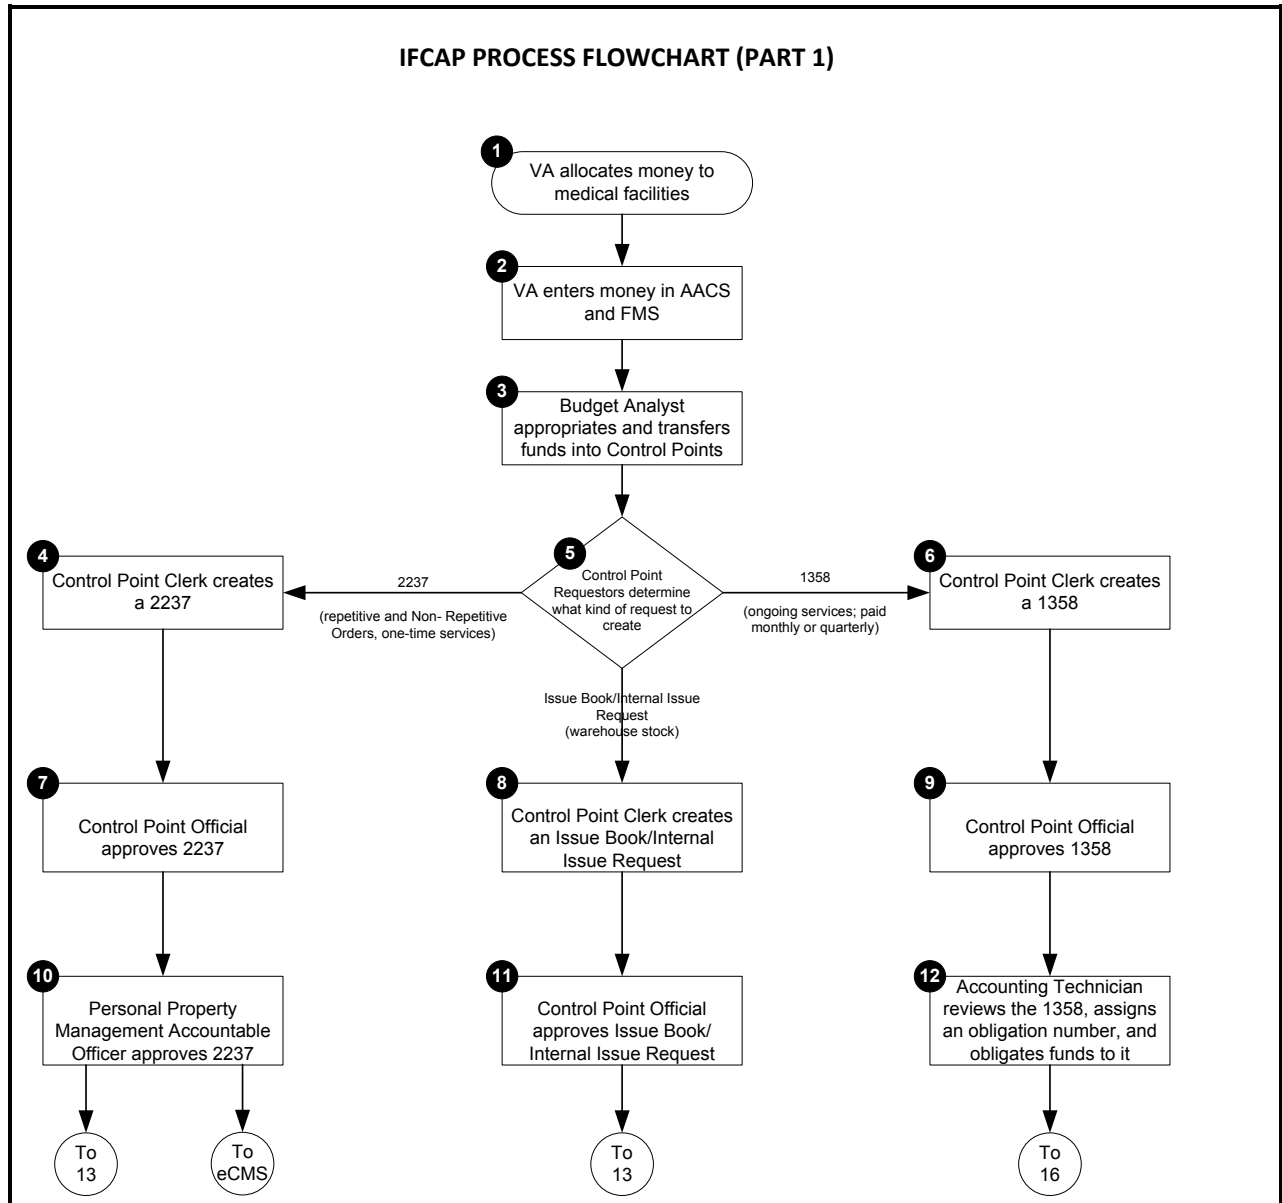 IFCAP PROCESS FLOWCHART (PART 1)
1
VA allocates money to
medical facilities
2
VA enters money in AACS
and FMS
3
Budget Analyst
appropriates and transfers
funds into Control Points
4
Control Point Clerk creates
a 2237
2237
(repetitive and Non- Repetitive
Orders, one-time services)
5
Control Point
Requestors determine
what kind of request to
create
1358
(ongoing services; paid
monthly or quarterly)
6
Control Point Clerk creates
a 1358
Issue Book/Internal Issue
Request
(warehouse stock)
7
Control Point Official
approves 2237
8
Control Point Clerk creates
an Issue Book/Internal
Issue Request
9
Control Point Official
approves 1358
10
Personal Property
Management Accountable
Officer approves 2237
11
Control Point Official
approves Issue Book/
Internal Issue Request
12
Accounting Technician
reviews the 1358, assigns
an obligation number, and
obligates funds to it
To
13
To
eCMS
To
13
To
16